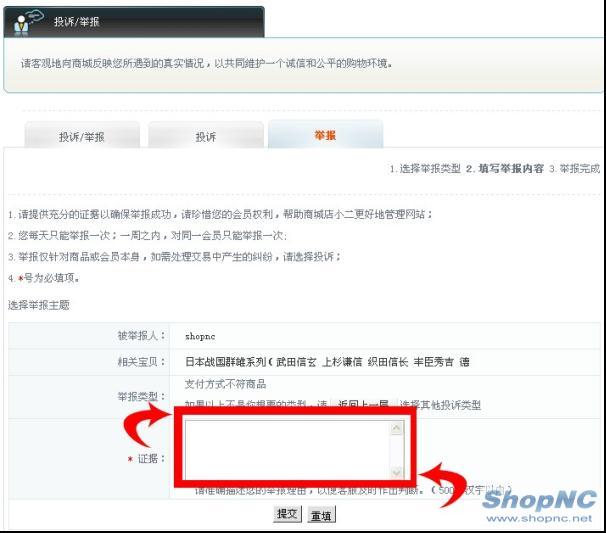 投诉/举报
请客观地向商城反映您所遇到的真实情况，以共同维护一个诚信和公平的购物环境。
投诉/举报 投诉 举报
1.选择举报类型 2.填写举报内容 3.举报完成
1.请提供充分的证据以确保举报成功，请珍惜您的会员权利，帮助商城店小二更好地管理网站；
2.您每天只能举报一次；一周之内，对同一会员只能举报一次；
3.举报仅针对商品或会员本身，如需处理交易中产生的纠纷，请选择投诉；
4.*号为必填项。
选择举报主题
被举报人： shopnc
相关宝贝： 日本战国群雄系列( 武田信玄 上杉谦信 织田信长 丰臣秀吉 德
举报类型： 支付方式不符商品
如果以上不是你想要的类型，请 返回上一层 选择其他投诉类型
* 证据：
请准确描述您的举报理由，以便客服及时作出判断。(500 汉字以内)
提交 重填
ShopNC
www.shopnc.net